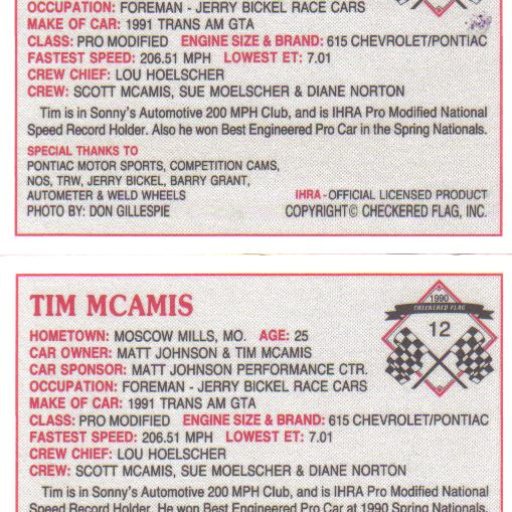 OCCUPATION: FOREMAN - JERRY BICKEL RACE CARS
MAKE OF CAR: 1991 TRANS AM GTA
CLASS: PRO MODIFIED ENGINE SIZE & BRAND: 615 CHEVROLET/PONTIAC
FASTEST SPEED: 206.51 MPH LOWEST ET: 7.01
CREW CHIEF: LOU HOELSCHER
CREW: SCOTT MCAMIS, SUE MOELSCHER & DIANE NORTON
Tim is in Sonny's Automotive 200 MPH Club, and is IHRA Pro Modified National
Speed Record Holder. Also he won Best Engineered Pro Car in the Spring Nationals.
SPECIAL THANKS TO
PONTIAC MOTOR SPORTS, COMPETITION CAMS,
NOS, TRW, JERRY BICKEL, BARRY GRANT,
AUTOMETER & WELD WHEELS
PHOTO BY: DON GILLESPIE
IHRA - OFFICIAL LICENSED PRODUCT
COPYRIGHT© CHECKERED FLAG, INC.
TIM MCAMIS
1990
CHECKERED FLAG
12
HOMETOWN: MOSCOW MILLS, MO. AGE: 25
CAR OWNER: MATT JOHNSON & TIM MCAMIS
CAR SPONSOR: MATT JOHNSON PERFORMANCE CTR.
OCCUPATION: FOREMAN - JERRY BICKEL RACE CARS
MAKE OF CAR: 1991 TRANS AM GTA
CLASS: PRO MODIFIED ENGINE SIZE & BRAND: 615 CHEVROLET/PONTIAC
FASTEST SPEED: 206.51 MPH LOWEST ET: 7.01
CREW CHIEF: LOU HOELSCHER
CREW: SCOTT MCAMIS, SUE MOELSCHER & DIANE NORTON
Tim is in Sonny's Automotive 200 MPH Club, and is IHRA Pro Modified National
Speed Record Holder. He won Best Engineered Pro Car at 1990 Spring Nationals.